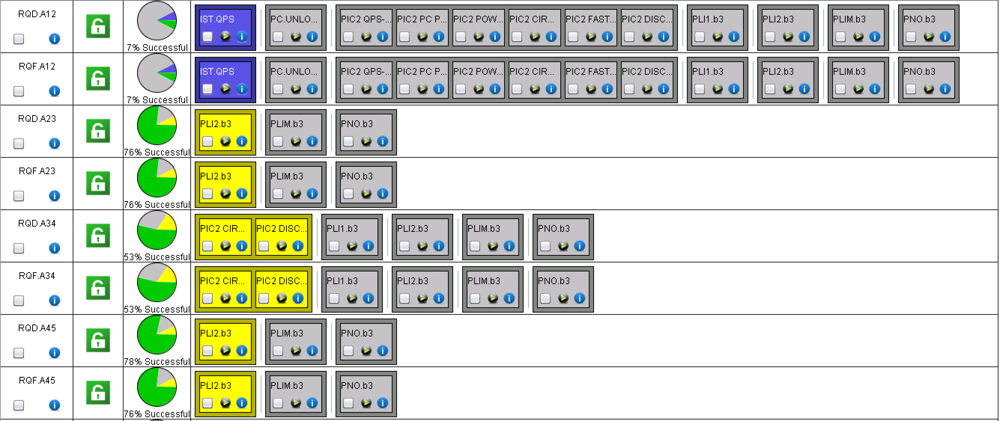 RQD.A12
7% Successful
IST.QPS PC.UNLO... PIC2 QPS-... PIC2 PC P... PIC2 POW... PIC2 CIR... PIC2 FAST... PIC2 DISC... PLI1.b3 PLI2.b3 PLIM.b3 PNO.b3
RQF.A12
7% Successful
IST.QPS PC.UNLO... PIC2 QPS-... PIC2 PC P... PIC2 POW... PIC2 CIR... PIC2 FAST... PIC2 DISC... PLI1.b3 PLI2.b3 PLIM.b3 PNO.b3
RQD.A23
76% Successful
PLI2.b3 PLIM.b3 PNO.b3
RQF.A23
76% Successful
PLI2.b3 PLIM.b3 PNO.b3
RQD.A34
53% Successful
PIC2 CIR... PIC2 DISC... PLI1.b3 PLI2.b3 PLIM.b3 PNO.b3
RQF.A34
53% Successful
PIC2 CIR... PIC2 DISC... PLI1.b3 PLI2.b3 PLIM.b3 PNO.b3
RQD.A45
78% Successful
PLI2.b3 PLIM.b3 PNO.b3
RQF.A45
76% Successful
PLI2.b3 PLIM.b3 PNO.b3